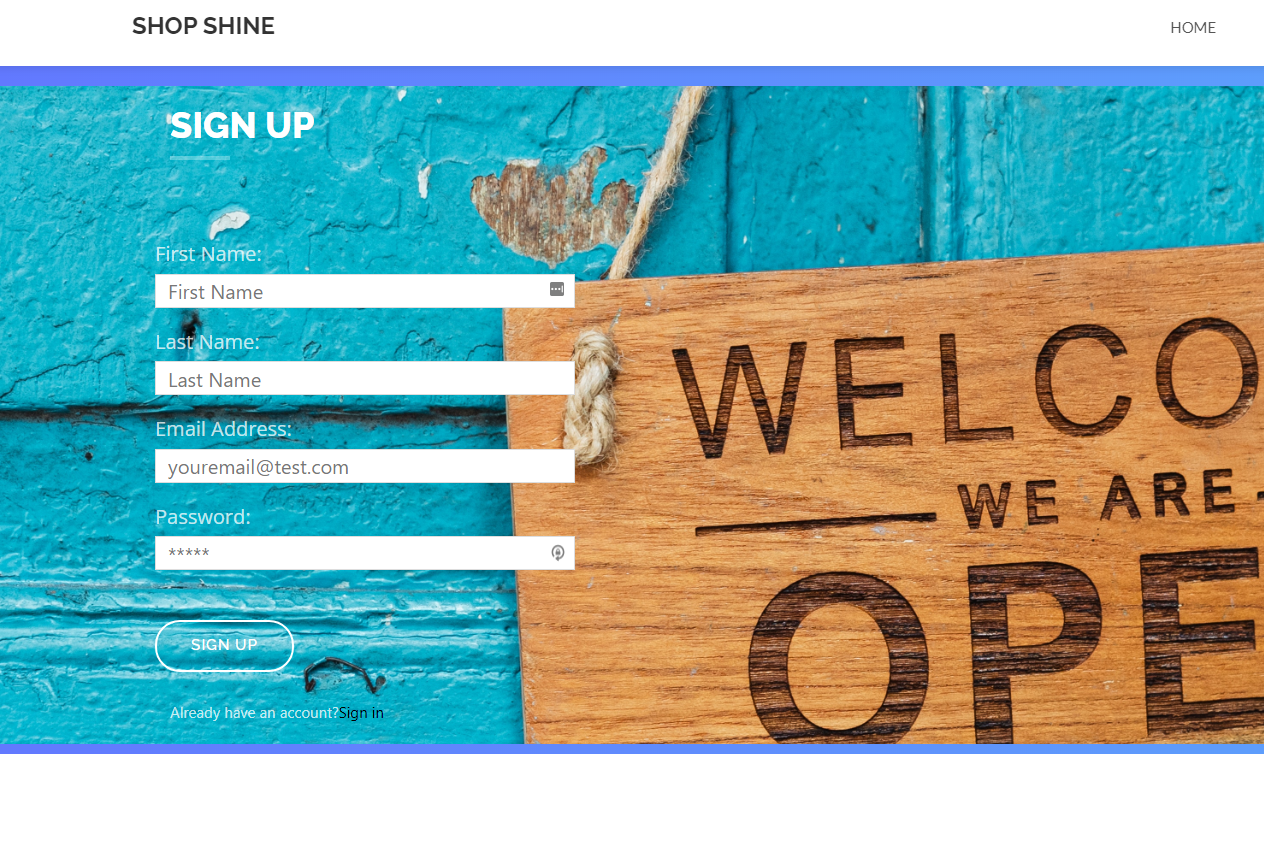 SHOP SHINE
HOME
SIGN UP
First Name:
First Name
Last Name:
Last Name
Email Address:
youremail@test.com
Password:
*****
SIGN UP
Already have an account?Sign in
WELCO
WE ARE
OPE